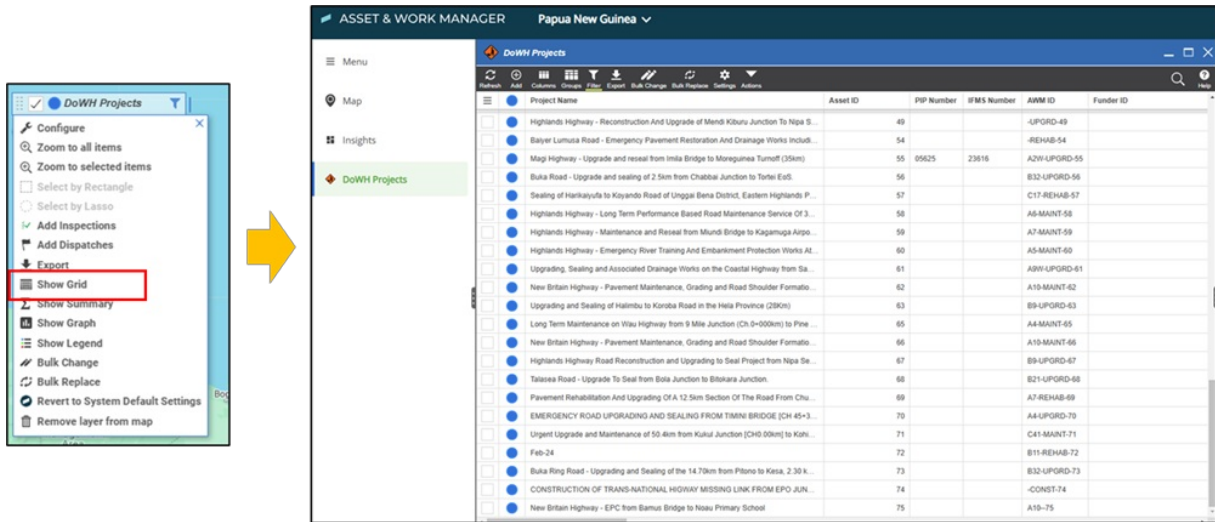 DoWH Projects
Configure
Zoom to all items
Zoom to selected items
Select by Rectangle
Select by Lasso
Add Inspections
Add Dispatches
Export
Show Grid
Show Summary
Show Graph
Show Legend
Bulk Change
Bulk Replace
Revert to System Default Settings
Remove layer from map
ASSET & WORK MANAGER Papua New Guinea
Menu
Map
Insights
DoWH Projects
DoWH Projects
Refresh Add Columns Groups Filter Export Bulk Change Bulk Replace Settings Actions Help
Project Name Asset ID PIP Number IFMS Number AWM ID Funder ID
Highlands Highway - Reconstruction And Upgrade of Mendi Kiburu Junction To Nipa S... 49 -UPGRD-49
Baiyer Lumusa Road - Emergency Pavement Restoration And Drainage Works Includi... 54 -REHAB-54
Magi Highway - Upgrade and reseal from Imila Bridge to Moreguinea Turnoff (35km) 55 05625 23616 A2W-UPGRD-55
Buka Road - Upgrade and sealing of 2.5km from Chabbai Junction to Tortei EoS. 56 B32-UPGRD-56
Sealing of Harikaiyufa to Koyando Road of Unggai Bena District, Eastern Highlands P... 57 C17-REHAB-57
Highlands Highway - Long Term Performance Based Road Maintenance Service Of 3... 58 A6-MAINT-58
Highlands Highway - Maintenance and Reseal from Miundi Bridge to Kagamuga Airpo... 59 A7-MAINT-59
Highlands Highway - Emergency River Training And Embankment Protection Works At... 60 A5-MAINT-60
Upgrading, Sealing and Associated Drainage Works on the Coastal Highway from Sa... 61 A9W-UPGRD-61
New Britain Highway - Pavement Maintenance, Grading and Road Shoulder Formatio... 62 A10-MAINT-62
Upgrading and Sealing of Halimbu to Koroba Road in the Hela Province (28Km) 63 B9-UPGRD-63
Long Term Maintenance on Wau Highway from 9 Mile Junction (Ch.0+000km) to Pine ... 65 A4-MAINT-65
New Britain Highway - Pavement Maintenance, Grading and Road Shoulder Formatio... 66 A10-MAINT-66
Highlands Highway Road Reconstruction and Upgrading to Seal Project from Nipa Se... 67 B9-UPGRD-67
Talasea Road - Upgrade To Seal from Bola Junction to Bitokara Junction. 68 B21-UPGRD-68
Pavement Rehabilitation And Upgrading Of A 12.5km Section Of The Road From Chu... 69 A7-REHAB-69
EMERGENCY ROAD UPGRADING AND SEALING FROM TIMINI BRIDGE [CH 45+3... 70 A4-UPGRD-70
Urgent Upgrade and Maintenance of 50.4km from Kukul Junction [CH0.00km] to Kohi... 71 C41-MAINT-71
Feb-24 72 B11-REHAB-72
Buka Ring Road - Upgrading and Sealing of the 14.70km from Pitono to Kesa, 2.30 k... 73 B32-UPGRD-73
CONSTRUCTION OF TRANS-NATIONAL HIGWAY MISSING LINK FROM EPO JUN... 74 -CONST-74
New Britain Highway - EPC from Bamus Bridge to Noau Primary School 75 A10--75